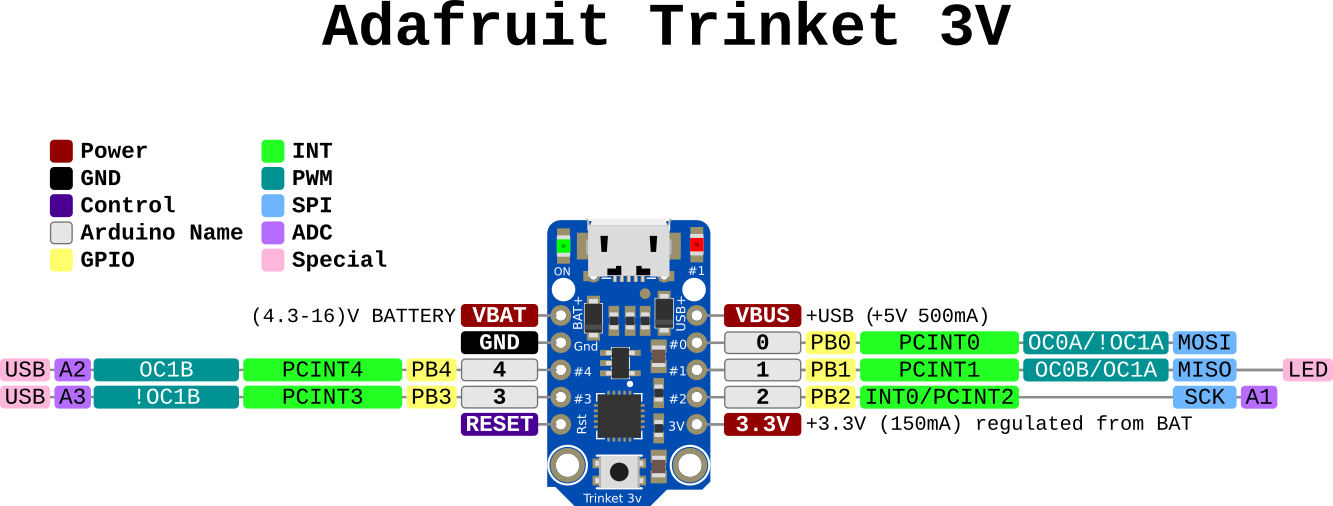 Adafruit Trinket 3V
Power INT
GND PWM
Control SPI
Arduino Name ADC
GPIO Special
ON #1
(4.3-16)V BATTERY VBAT BAT+ USB+ VBUS +USB (+5V 500mA)
GND Gnd #0 0 PB0 PCINT0 OC0A/!OC1A MOSI
USB A2 OC1B PCINT4 PB4 4 #4 #1 1 PB1 PCINT1 OC0B/OC1A MISO LED
USB A3 !OC1B PCINT3 PB3 3 #3 #2 2 PB2 INT0/PCINT2 SCK A1
RESET Rst 3V 3.3V +3.3V (150mA) regulated from BAT
Trinket 3v